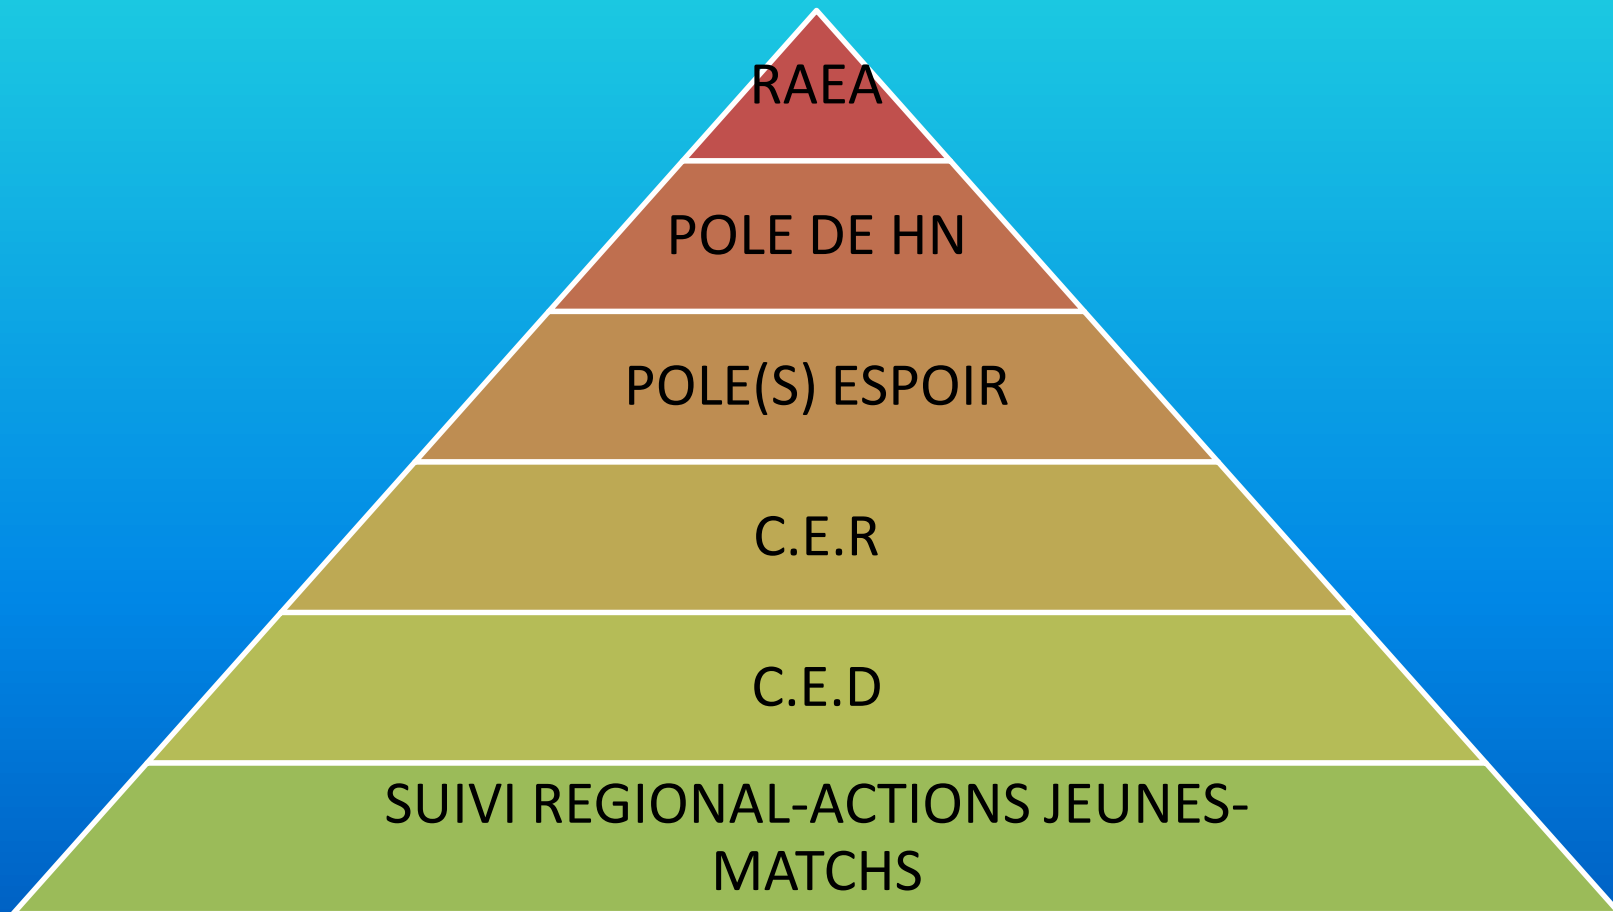 RAEA
POLE DE HN
POLE(S) ESPOIR
C.E.R
C.E.D
SUIVI REGIONAL-ACTIONS JEUNES-
MATCHS